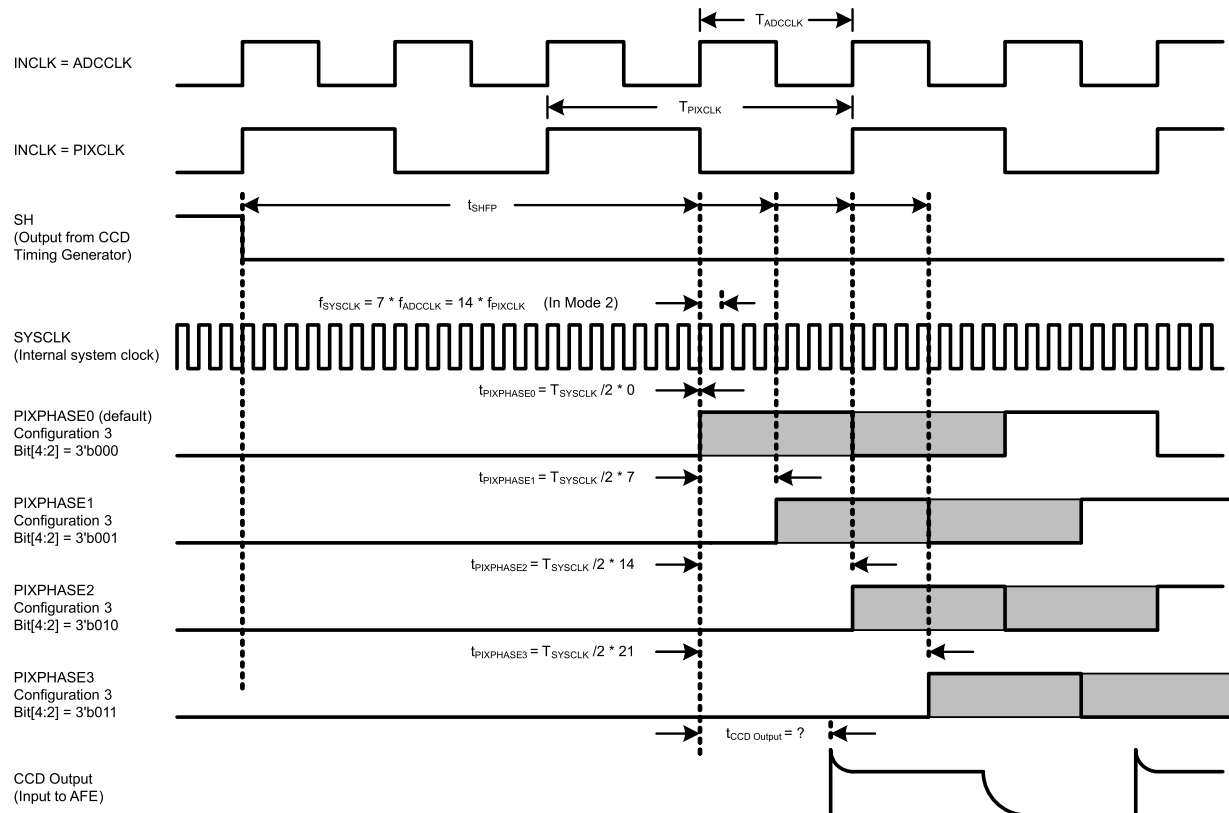 T_ADCCLK
INCLK = ADCCLK
T_PIXCLK
INCLK = PIXCLK
t_SHFP
SH
(Output from CCD
Timing Generator)
f_SYSCLK = 7 * f_ADCCLK = 14 * f_PIXCLK (In Mode 2)
SYSCLK
(Internal system clock)
t_PIXPHASE0 = T_SYSCLK /2 * 0
PIXPHASE0 (default)
Configuration 3
Bit[4:2] = 3'b000
t_PIXPHASE1 = T_SYSCLK /2 * 7
PIXPHASE1
Configuration 3
Bit[4:2] = 3'b001
t_PIXPHASE2 = T_SYSCLK /2 * 14
PIXPHASE2
Configuration 3
Bit[4:2] = 3'b010
t_PIXPHASE3 = T_SYSCLK /2 * 21
PIXPHASE3
Configuration 3
Bit[4:2] = 3'b011
t_CCD Output = ?
CCD Output
(Input to AFE)